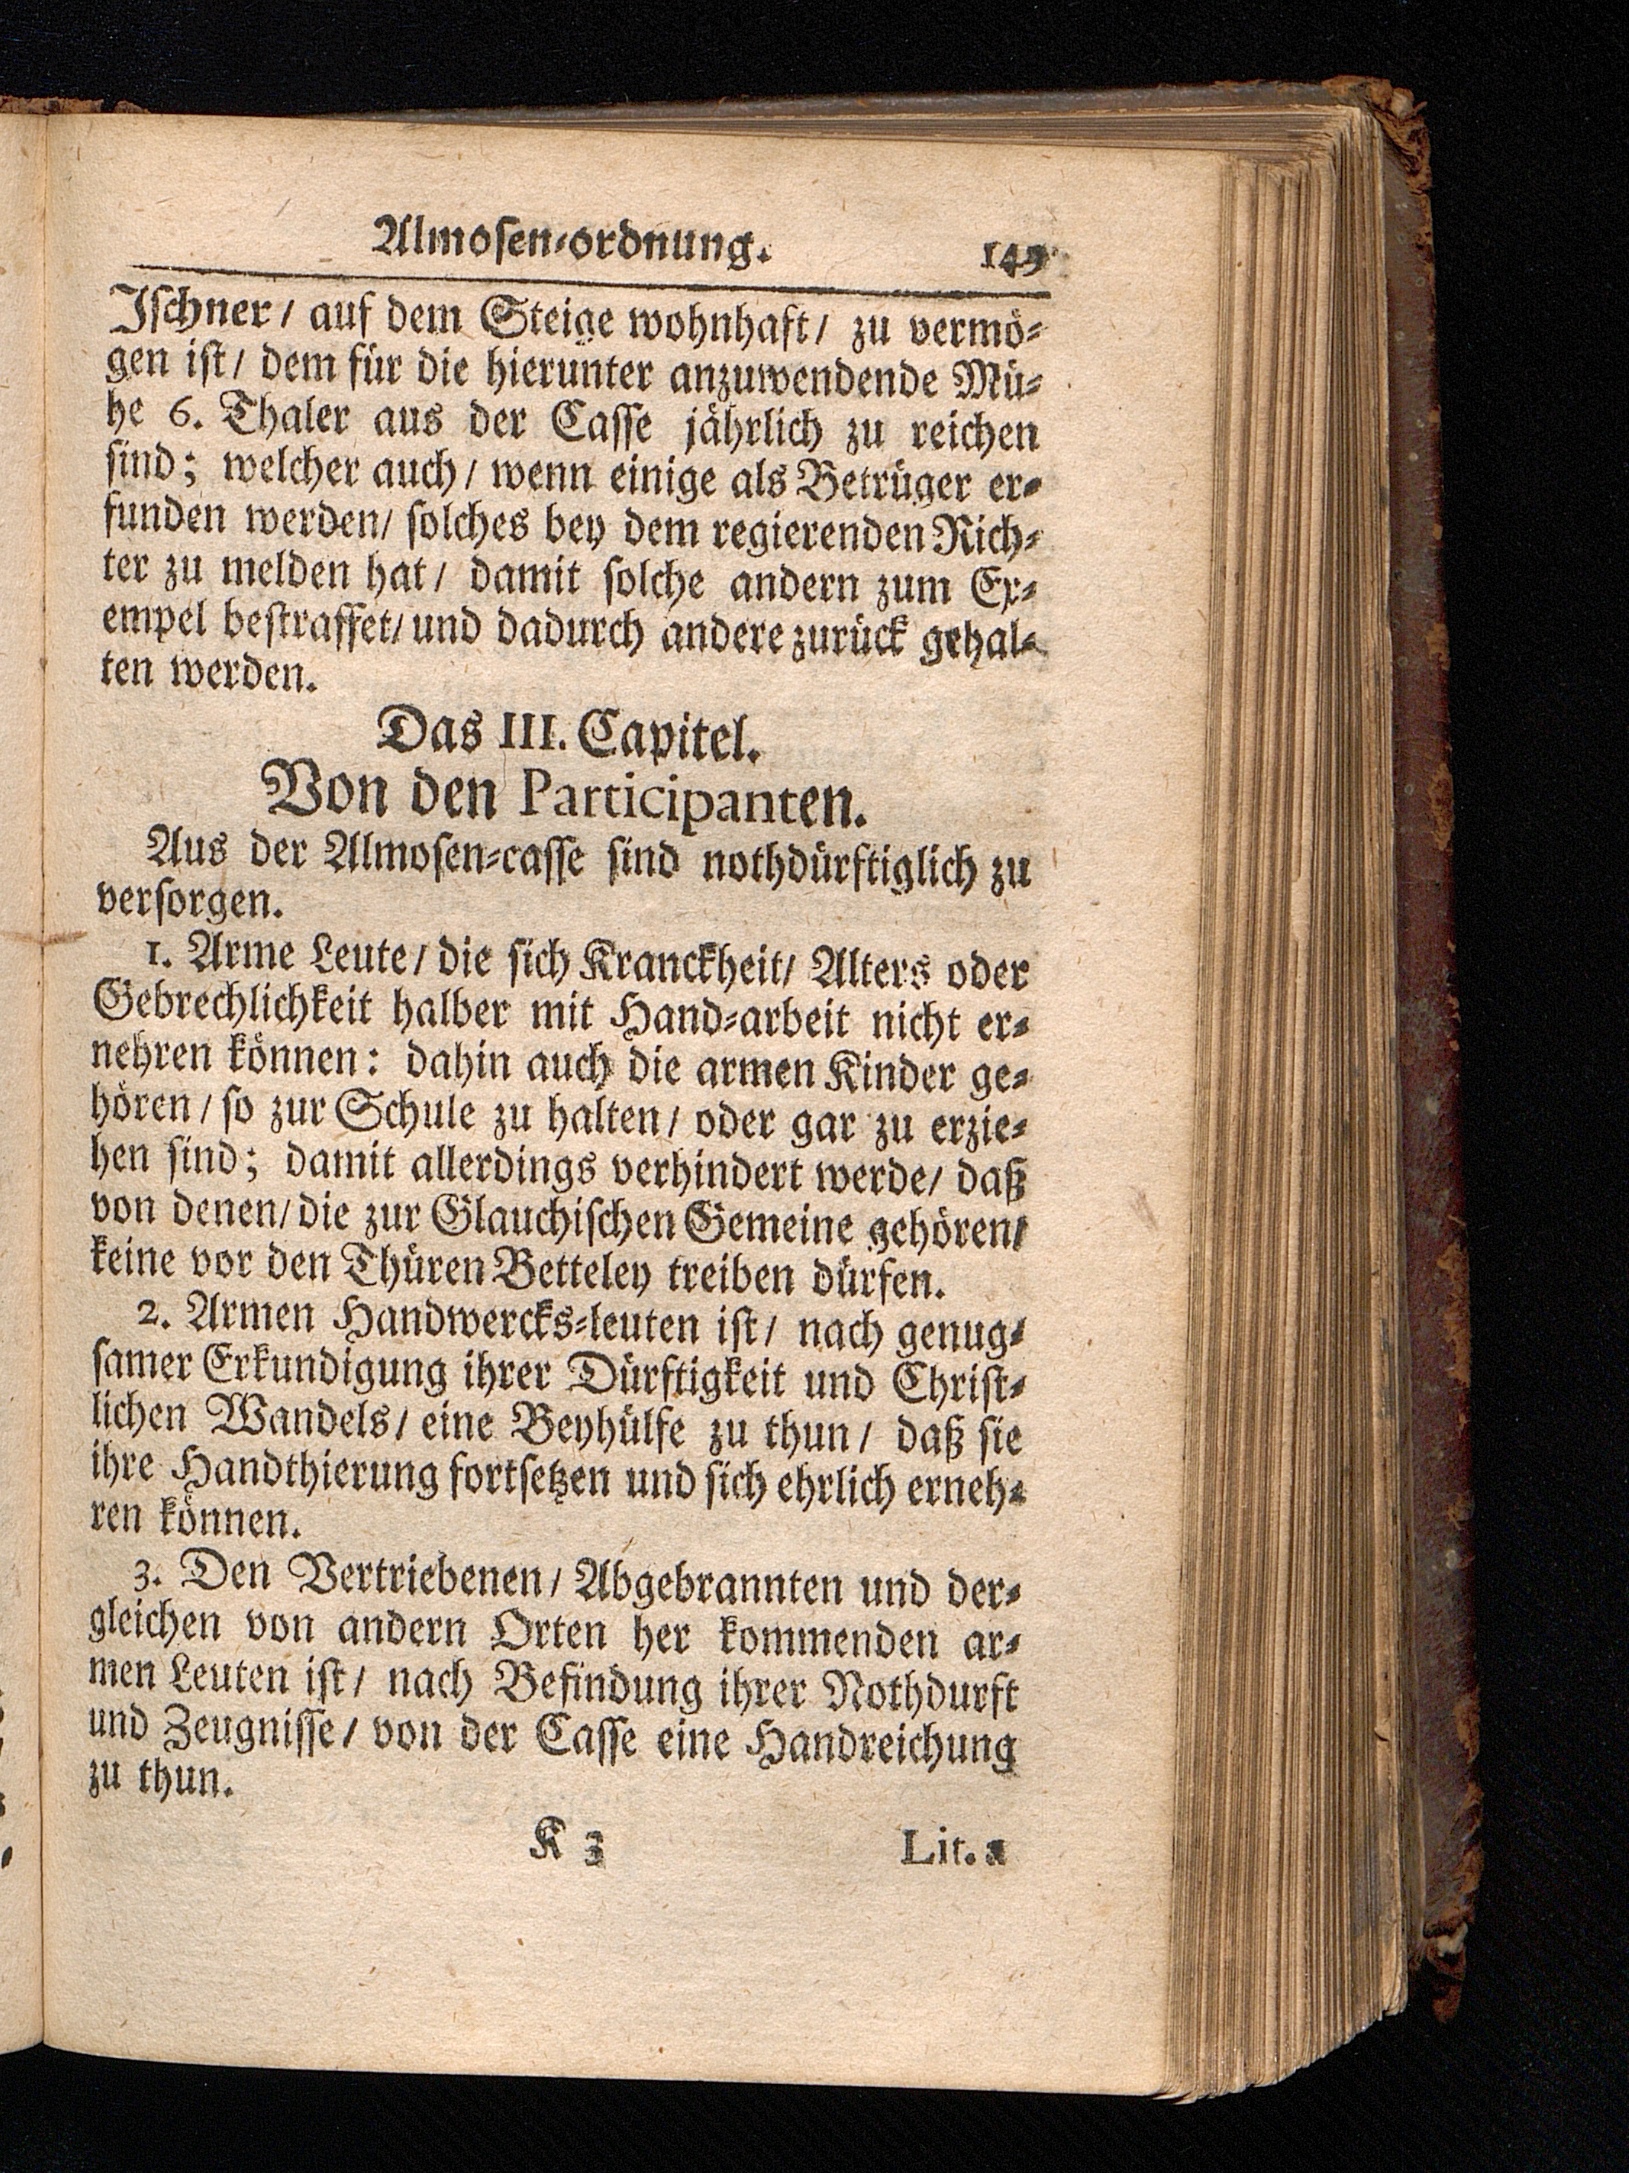 Almosen-ordnung. 149
Ischner / auf dem Steige wohnhaft / zu vermö-
gen ist / dem für die hierunter anzuwendende Mü-
he 6. Thaler aus der Casse jährlich zu reichen
sind; welcher auch / wenn einige als Betrüger er-
funden werden / solches bey dem regierenden Rich-
ter zu melden hat / damit solche andern zum Ex-
empel bestraffet / und dadurch andere zurück gehal-
ten werden.
Das III. Capitel.
Von den Participanten.
Aus der Almosen-casse sind nothdürftiglich zu
versorgen.
1. Arme Leute / die sich Kranckheit / Alters oder
Gebrechlichkeit halber mit Hand-arbeit nicht er-
nehren können: dahin auch die armen Kinder ge-
hören / so zur Schule zu halten / oder gar zu erzie-
hen sind; damit allerdings verhindert werde / daß
von denen / die zur Glauchischen Gemeine gehören /
keine vor den Thüren Betteley treiben dürfen.
2. Armen Handwercks-leuten ist / nach genug-
samer Erkundigung ihrer Dürftigkeit und Christ-
lichen Wandels / eine Beyhülfe zu thun / daß sie
ihre Handthierung fortsetzen und sich ehrlich erneh-
ren können.
3. Den Vertriebenen / Abgebrannten und der-
gleichen von andern Orten her kommenden ar-
men Leuten ist / nach Befindung ihrer Nothdurft
und Zeugnisse / von der Casse eine Handreichung
zu thun.
K 3 Lit.